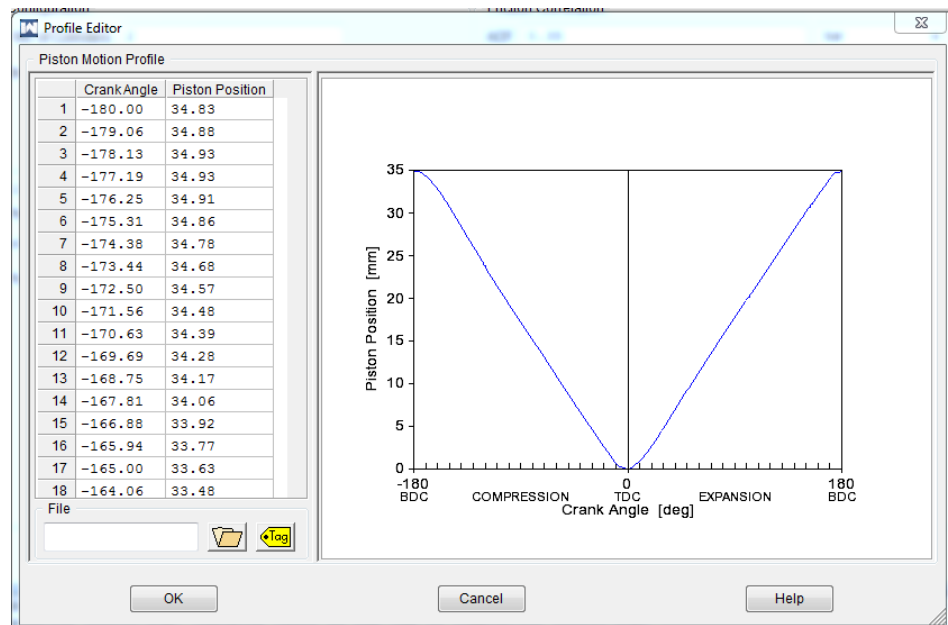 Profile Editor
Piston Motion Profile
Crank Angle Piston Position
1 -180.00 34.83
2 -179.06 34.88
3 -178.13 34.93
4 -177.19 34.93
5 -176.25 34.91
6 -175.31 34.86
7 -174.38 34.78
8 -173.44 34.68
9 -172.50 34.57
10 -171.56 34.48
11 -170.63 34.39
12 -169.69 34.28
13 -168.75 34.17
14 -167.81 34.06
15 -166.88 33.92
16 -165.94 33.77
17 -165.00 33.63
18 -164.06 33.48
File
Tag
Piston Position [mm]
35
30
25
20
15
10
5
0
-180 0 180
BDC COMPRESSION TDC EXPANSION BDC
Crank Angle [deg]
OK Cancel Help